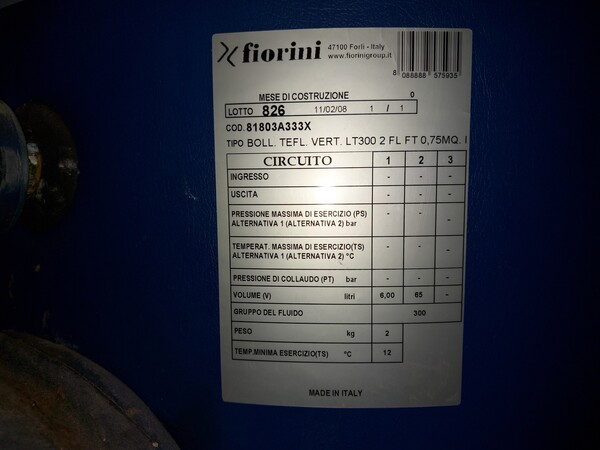 fiorini
47100 Forlì - Italy
www.fiorinigroup.it
8 088888 575935
MESE DI COSTRUZIONE 0
LOTTO 826 11/02/08 1 / 1
COD. 81803A333X
TIPO BOLL. TEFL. VERT. LT300 2 FL FT 0,75MQ. I
CIRCUITO 1 2 3
INGRESSO - - -
USCITA - - -
PRESSIONE MASSIMA DI ESERCIZIO (PS)
ALTERNATIVA 1 (ALTERNATIVA 2) bar - - -
TEMPERAT. MASSIMA DI ESERCIZIO(TS)
ALTERNATIVA 1 (ALTERNATIVA 2) °C - - -
PRESSIONE DI COLLAUDO (PT) bar - - -
VOLUME (V) litri 6,00 65 -
GRUPPO DEL FLUIDO 300
PESO kg 2
TEMP.MINIMA ESERCIZIO(TS) °C 12
MADE IN ITALY